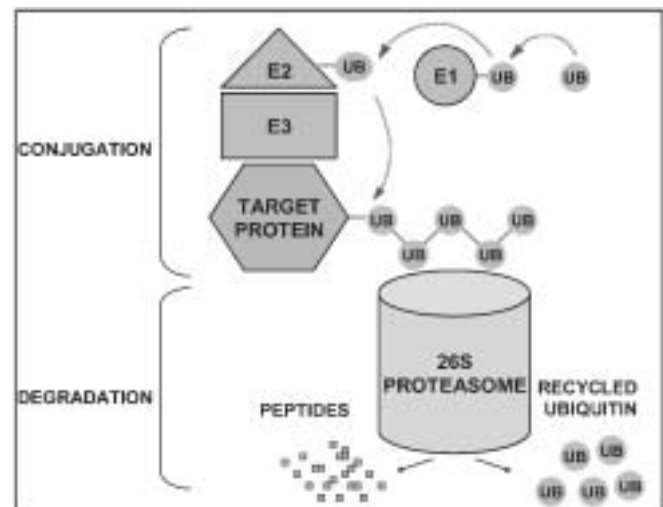 E2
UB
E1
UB
UB
E3
CONJUGATION
TARGET
PROTEIN
UB
UB
UB
UB
UB
26S
PROTEASOME
DEGRADATION
PEPTIDES
RECYCLED
UBIQUITIN
UB
UB
UB
UB
UB